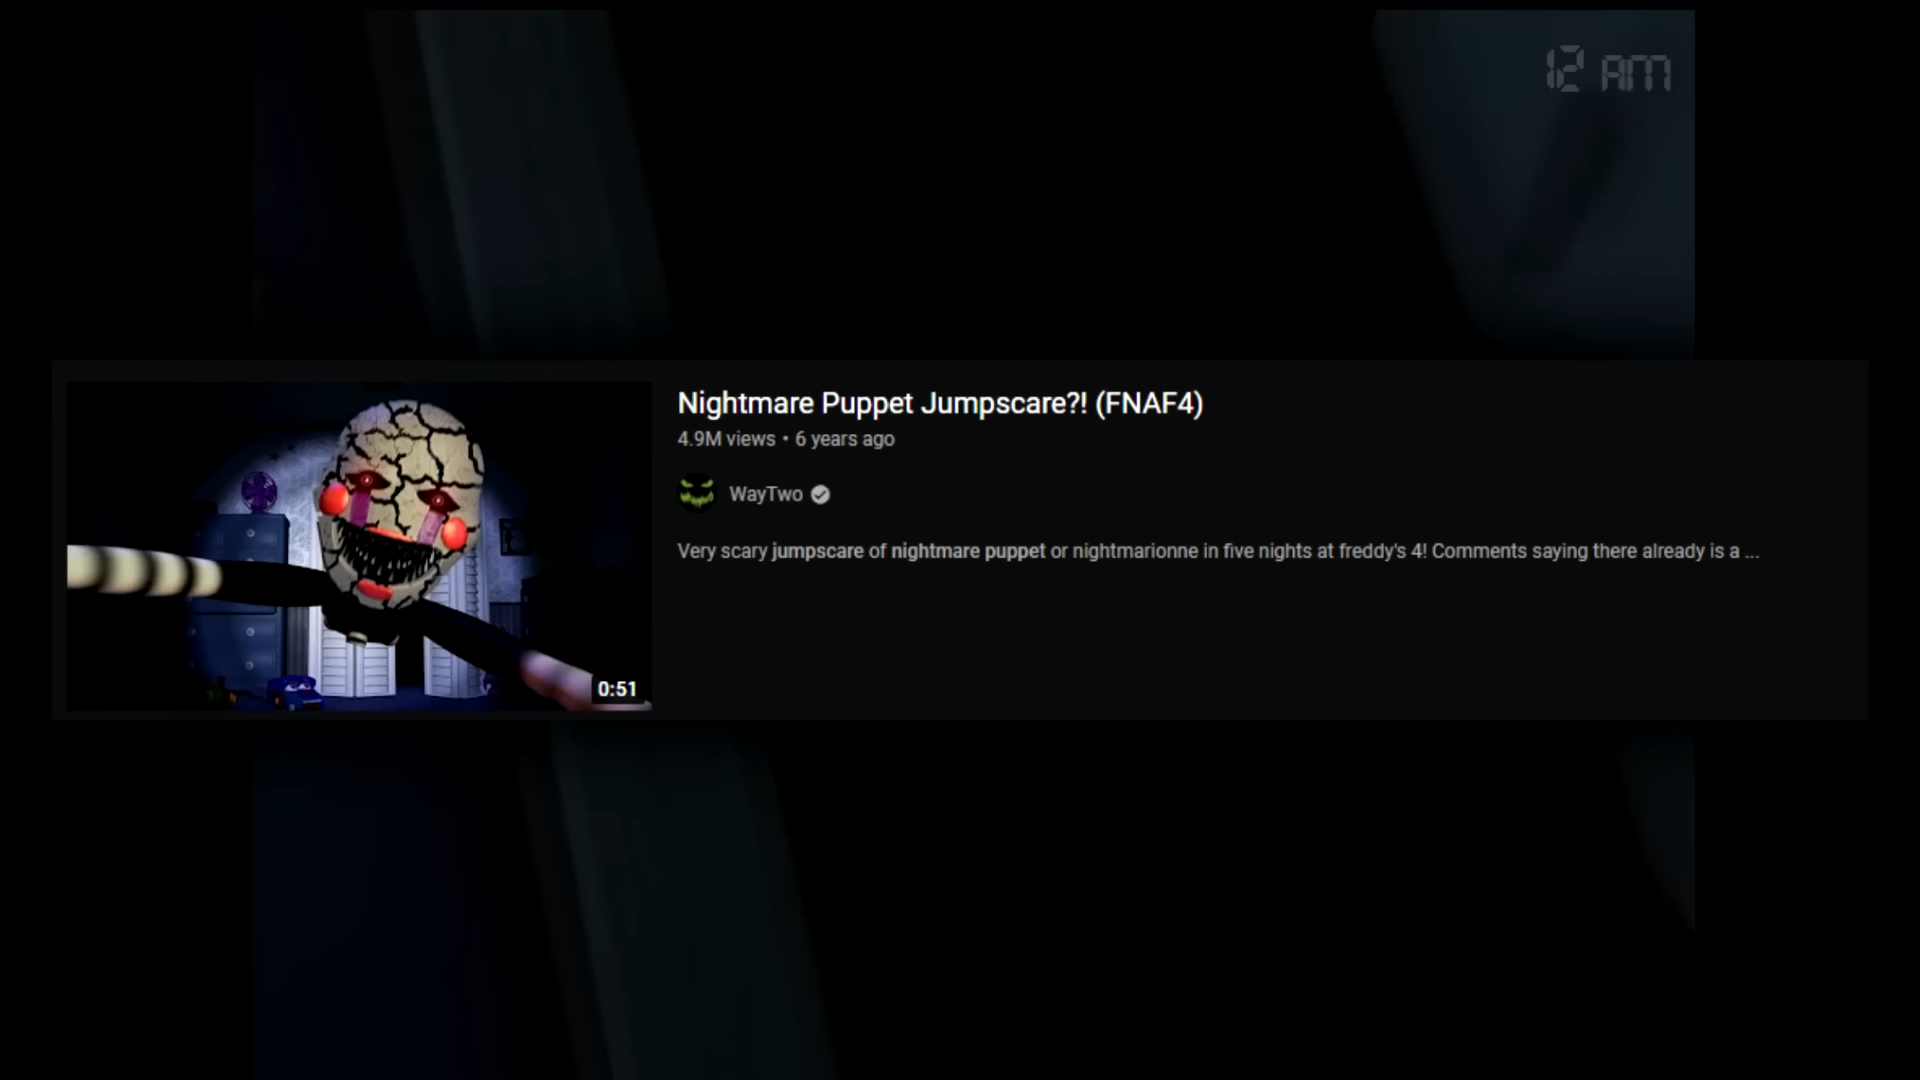 12 AM
Nightmare Puppet Jumpscare?! (FNAF4)
4.9M views • 6 years ago
WayTwo
Very scary jumpscare of nightmare puppet or nightmarionne in five nights at freddy's 4! Comments saying there already is a ...
0:51